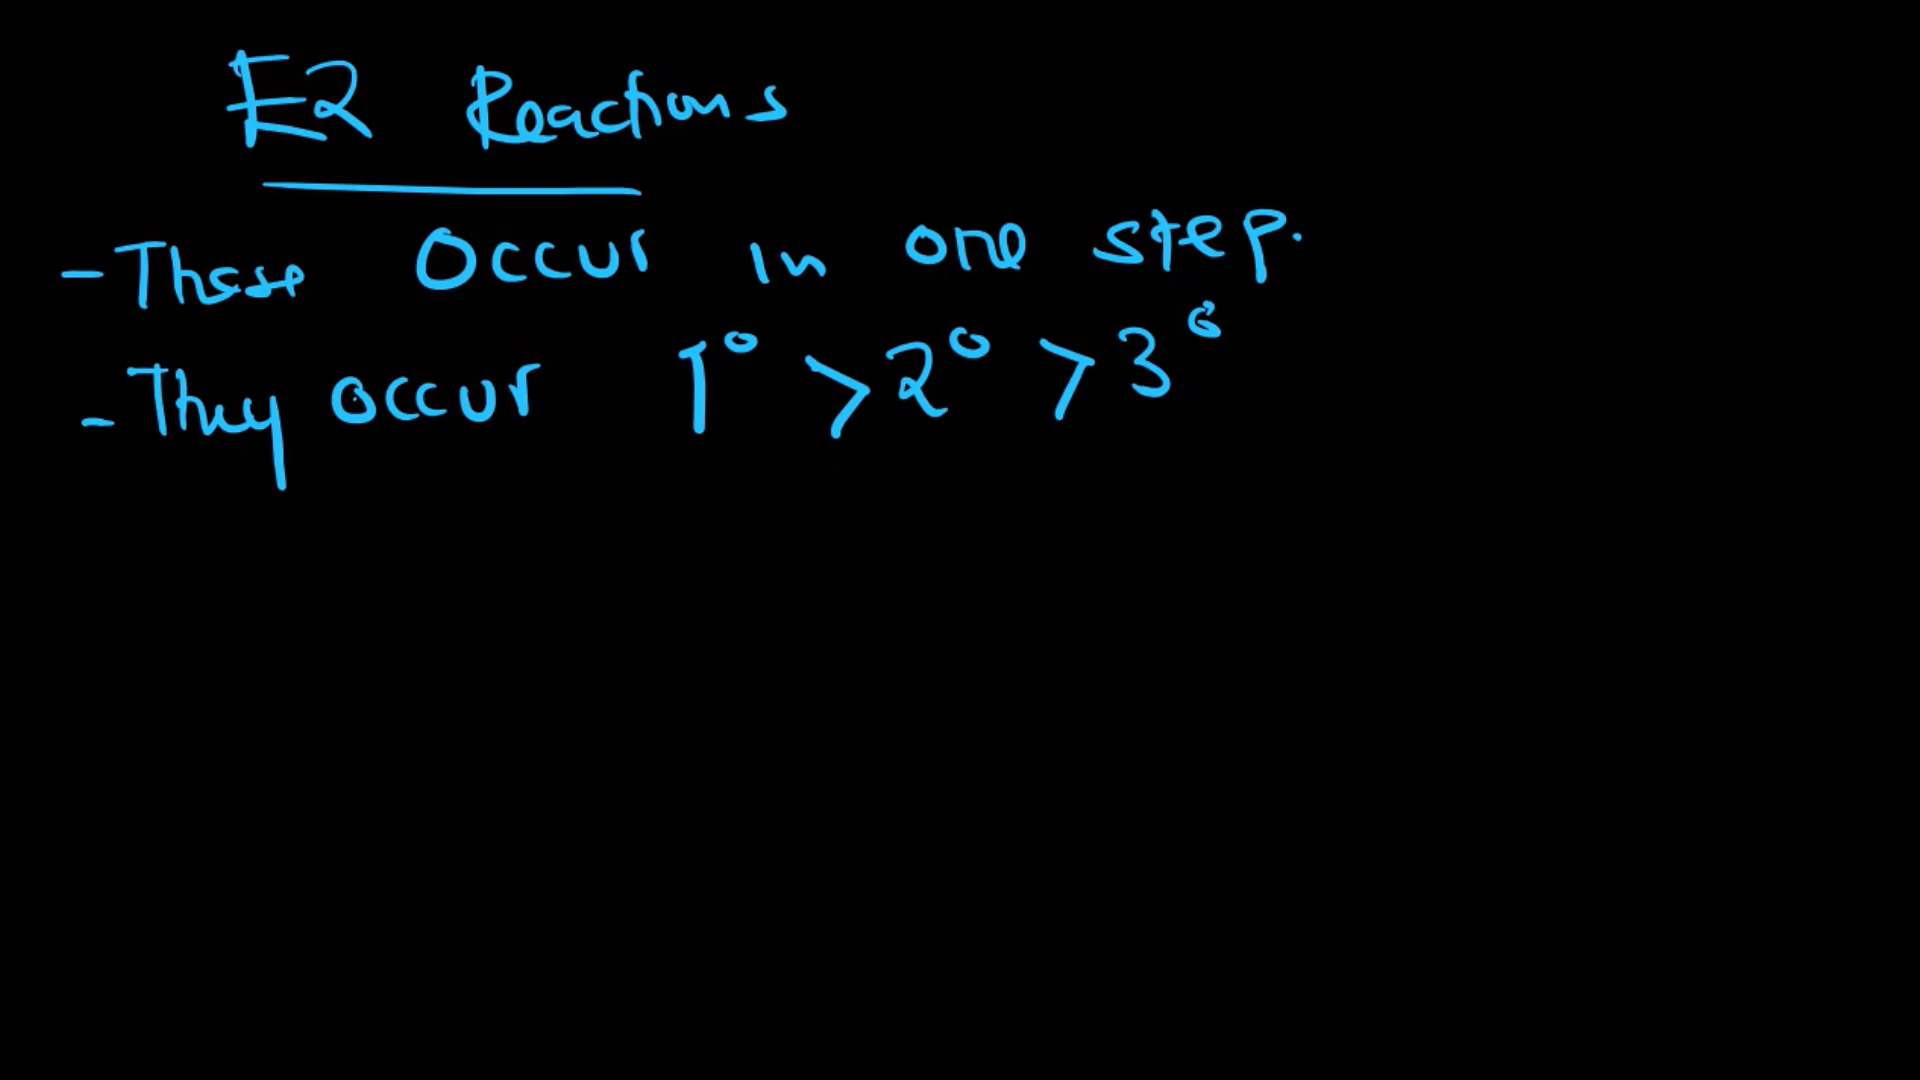 E2 Reactions
- These occur in one step.
- They occur 1° > 2° > 3°